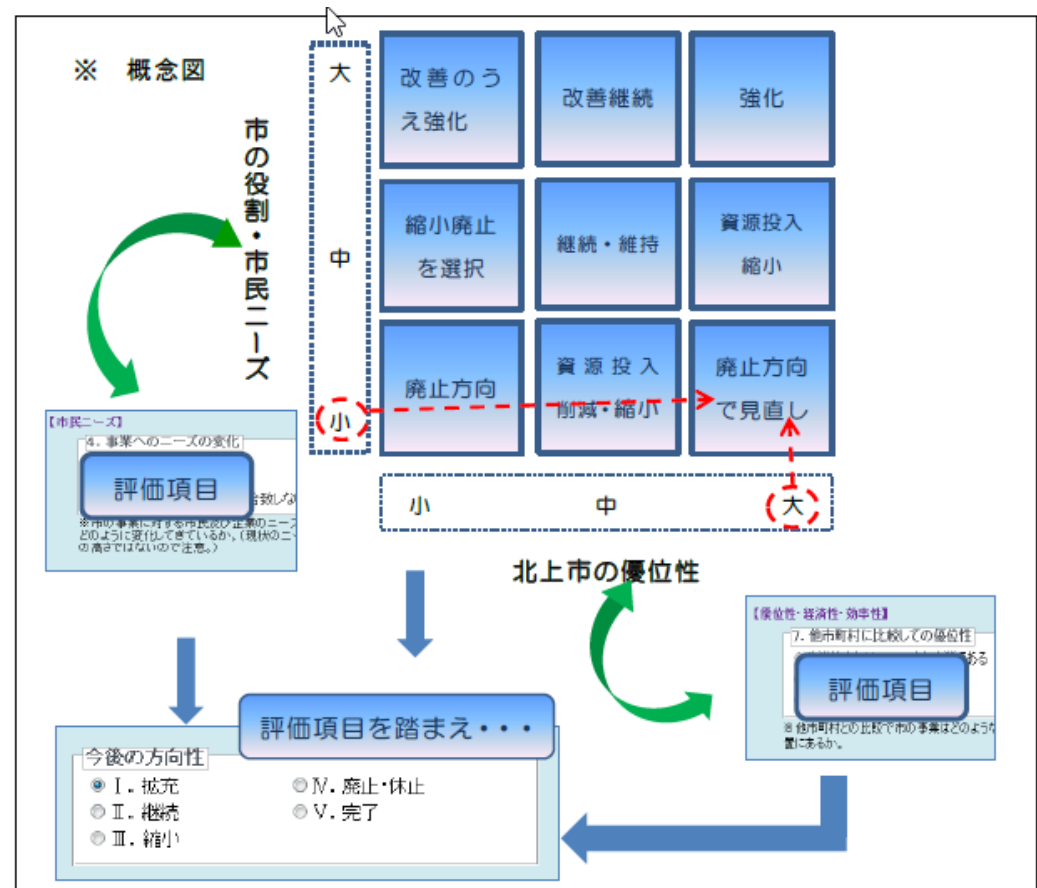 ※ 概念図
市の役割・市民ニーズ
大
中
小
改善のう
え強化
改善継続
強化
縮小廃止
を選択
継続・維持
資源投入
縮小
廃止方向
資源投入
削減・縮小
廃止方向
で見直し
小 中 大
北上市の優位性
【市民ニーズ】
4. 事業へのニーズの変化
評価項目
致しな
※市の事業に対する市民及び企業のニーズ
どのように変化してきているか。(現状のニー
の高さではないので注意。)
【優位性・経済性・効率性】
7. 他市町村に比較しての優位性
ある
評価項目
※他市町村との比較で市の事業はどのような
置にあるか。
評価項目を踏まえ・・・
今後の方向性
Ⅰ. 拡充
Ⅱ. 継続
Ⅲ. 縮小
Ⅳ. 廃止・休止
Ⅴ. 完了